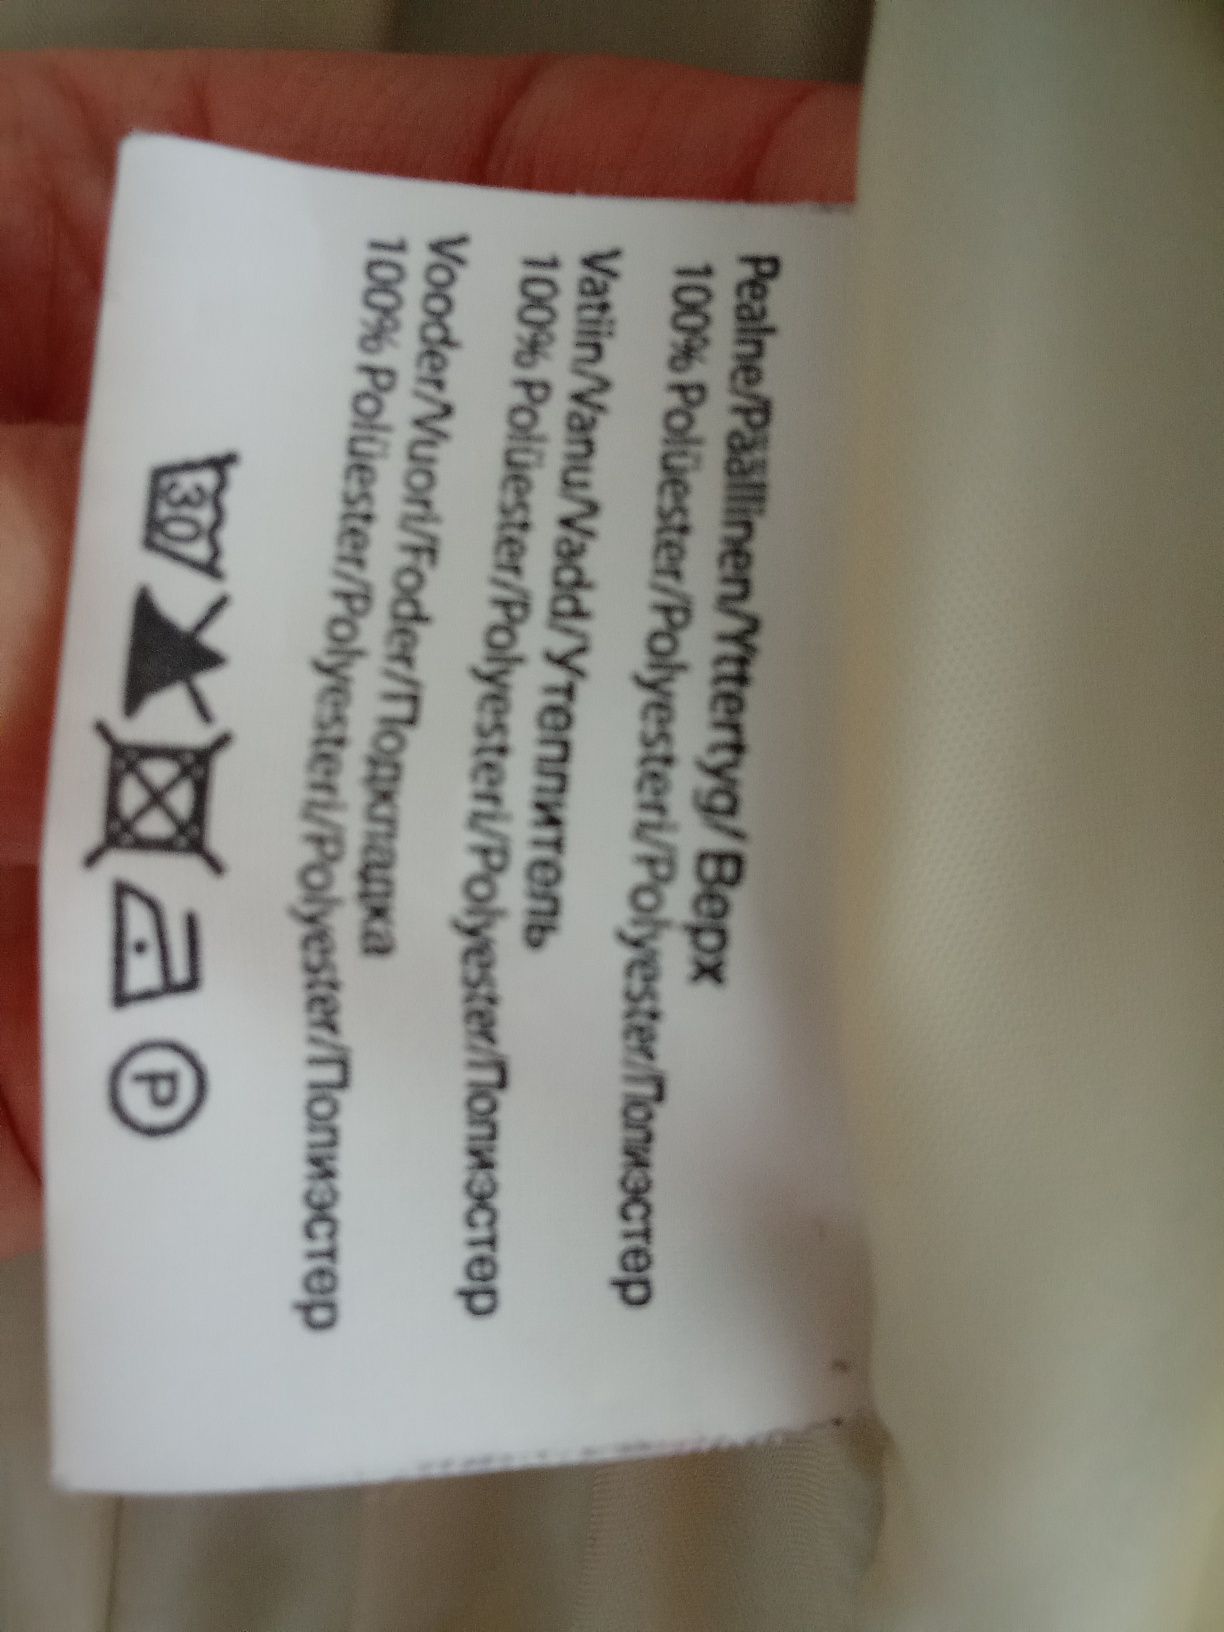 Pealne/Päällinen/Yttertyg/ Верх
100% Polüester/Polyesteri/Polyester/Полиэстер
Vatiin/Vanu/Vadd/Утеплитель
100% Polüester/Polyesteri/Polyester/Полиэстер
Vooder/Vuori/Foder/Подкладка
100% Polüester/Polyesteri/Polyester/Полиэстер
30 P